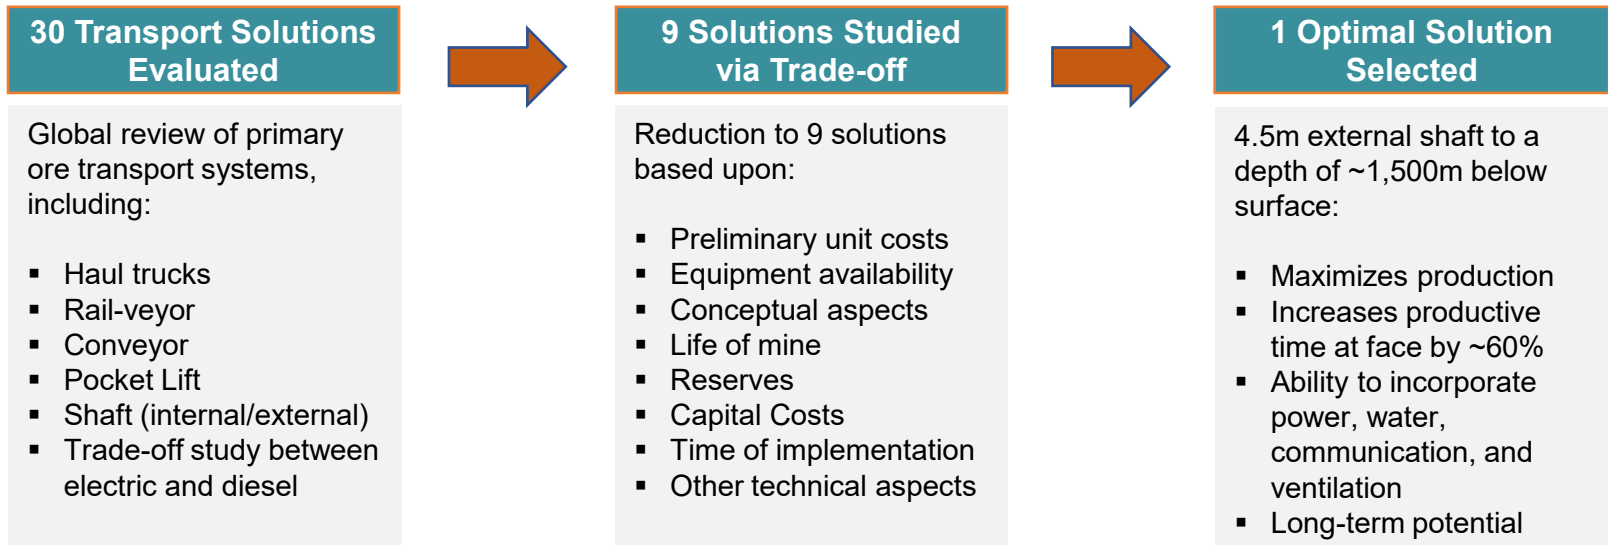 30 Transport Solutions
Evaluated
Global review of primary
ore transport systems,
including:
▪ Haul trucks
▪ Rail-veyor
▪ Conveyor
▪ Pocket Lift
▪ Shaft (internal/external)
▪ Trade-off study between
electric and diesel
9 Solutions Studied
via Trade-off
Reduction to 9 solutions
based upon:
▪ Preliminary unit costs
▪ Equipment availability
▪ Conceptual aspects
▪ Life of mine
▪ Reserves
▪ Capital Costs
▪ Time of implementation
▪ Other technical aspects
1 Optimal Solution
Selected
4.5m external shaft to a
depth of ~1,500m below
surface:
▪ Maximizes production
▪ Increases productive
time at face by ~60%
▪ Ability to incorporate
power, water,
communication, and
ventilation
▪ Long-term potential